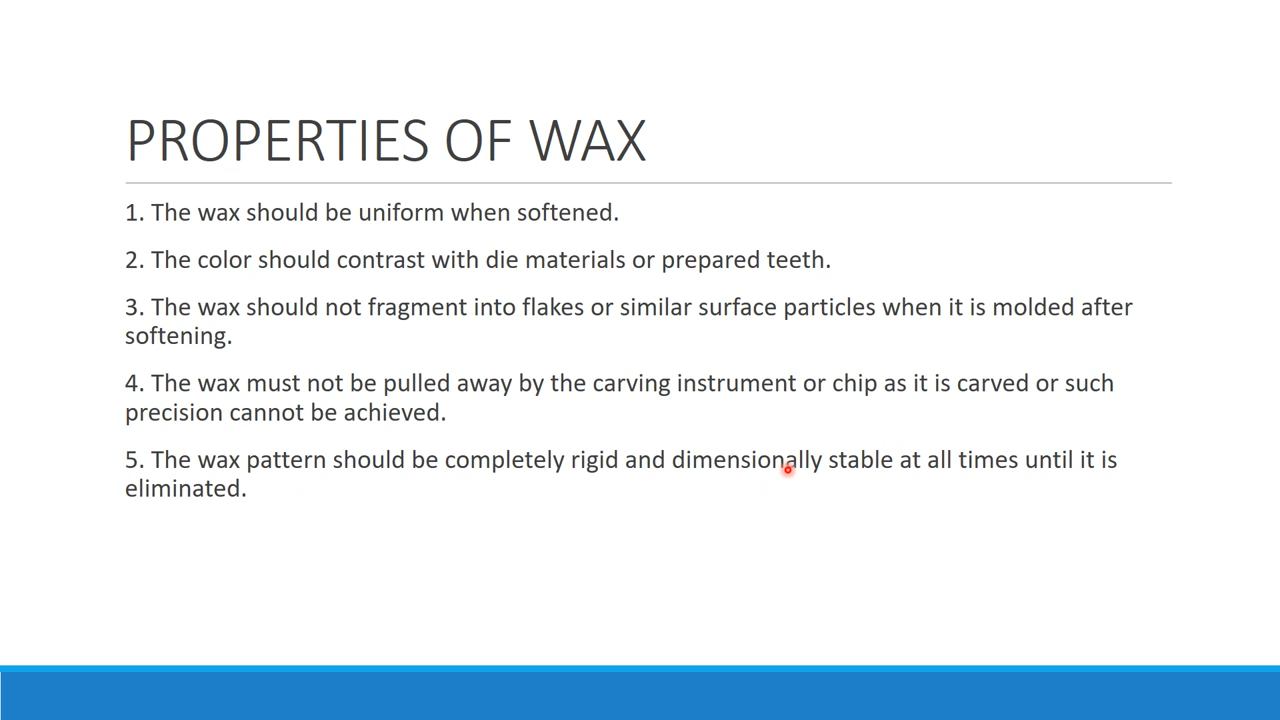 PROPERTIES OF WAX
1. The wax should be uniform when softened.
2. The color should contrast with die materials or prepared teeth.
3. The wax should not fragment into flakes or similar surface particles when it is molded after
softening.
4. The wax must not be pulled away by the carving instrument or chip as it is carved or such
precision cannot be achieved.
5. The wax pattern should be completely rigid and dimensionally stable at all times until it is
eliminated.